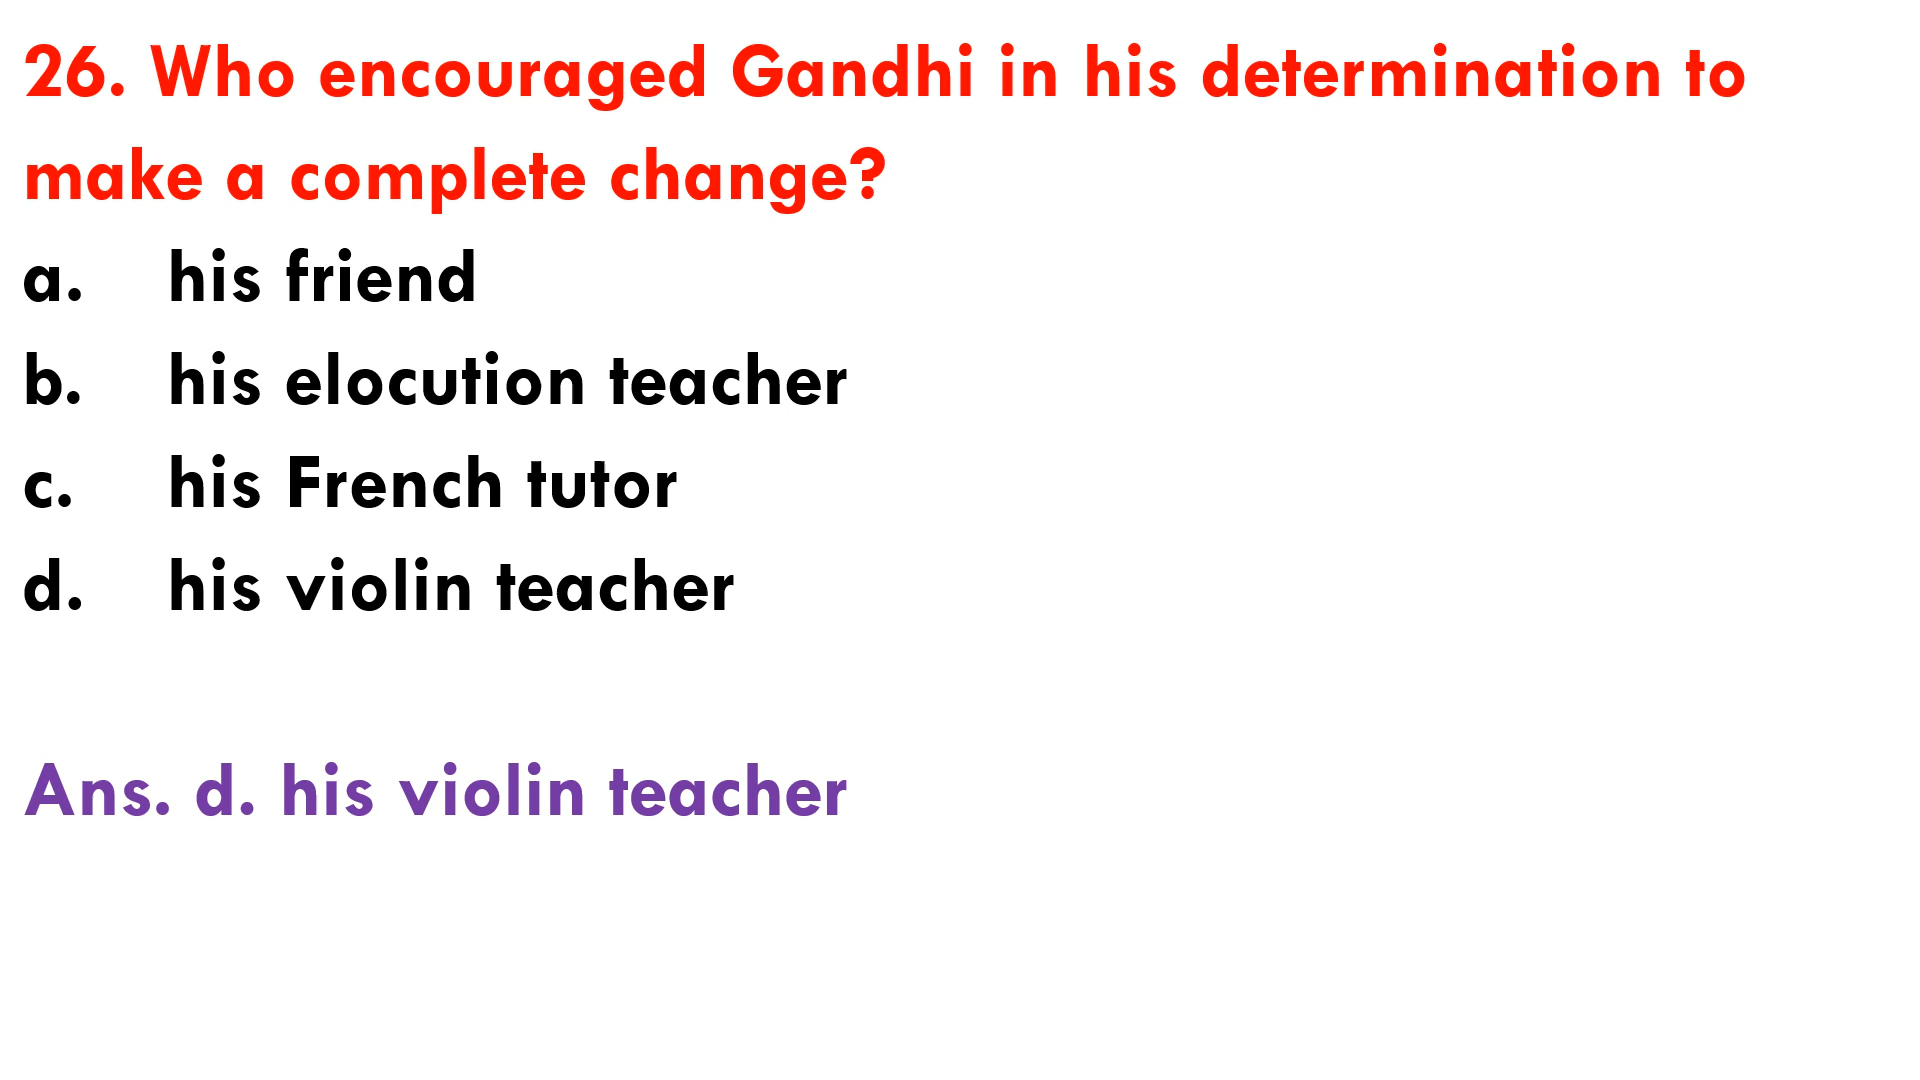 26. Who encouraged Gandhi in his determination to
make a complete change?
a. his friend
b. his elocution teacher
c. his French tutor
d. his violin teacher
Ans. d. his violin teacher